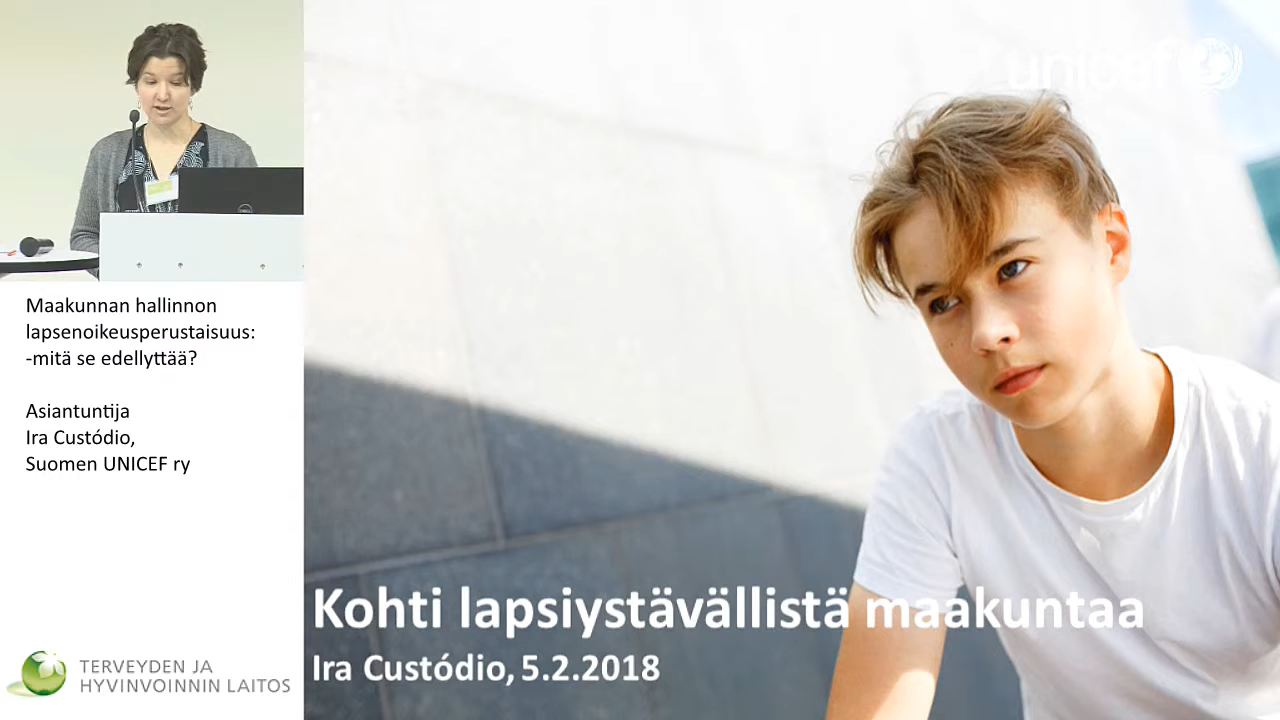 Maakunnan hallinnon
lapsenoikeusperustaisuus:
-mitä se edellyttää?
Asiantuntija
Ira Custódio,
Suomen UNICEF ry
TERVEYDEN JA
HYVINVOINNIN LAITOS
unicef
Kohti lapsiystävällistä maakuntaa
Ira Custódio, 5.2.2018